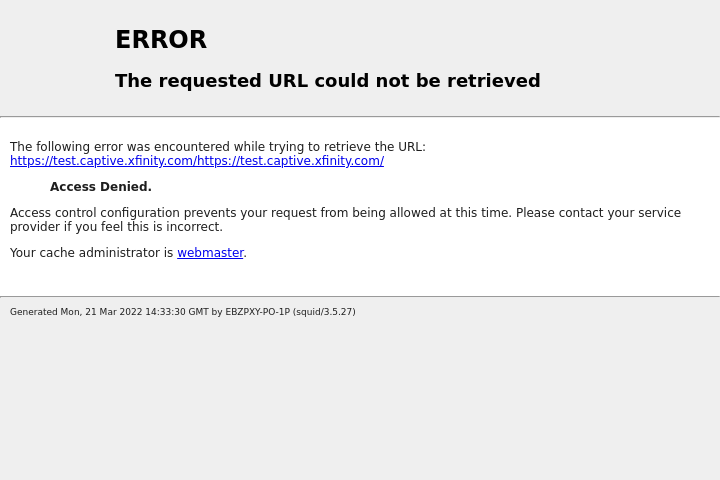 ERROR
The requested URL could not be retrieved
The following error was encountered while trying to retrieve the URL:
https://test.captive.xfinity.com/https://test.captive.xfinity.com/
Access Denied.
Access control configuration prevents your request from being allowed at this time. Please contact your service
provider if you feel this is incorrect.
Your cache administrator is webmaster.
Generated Mon, 21 Mar 2022 14:33:30 GMT by EBZPXY-PO-1P (squid/3.5.27)